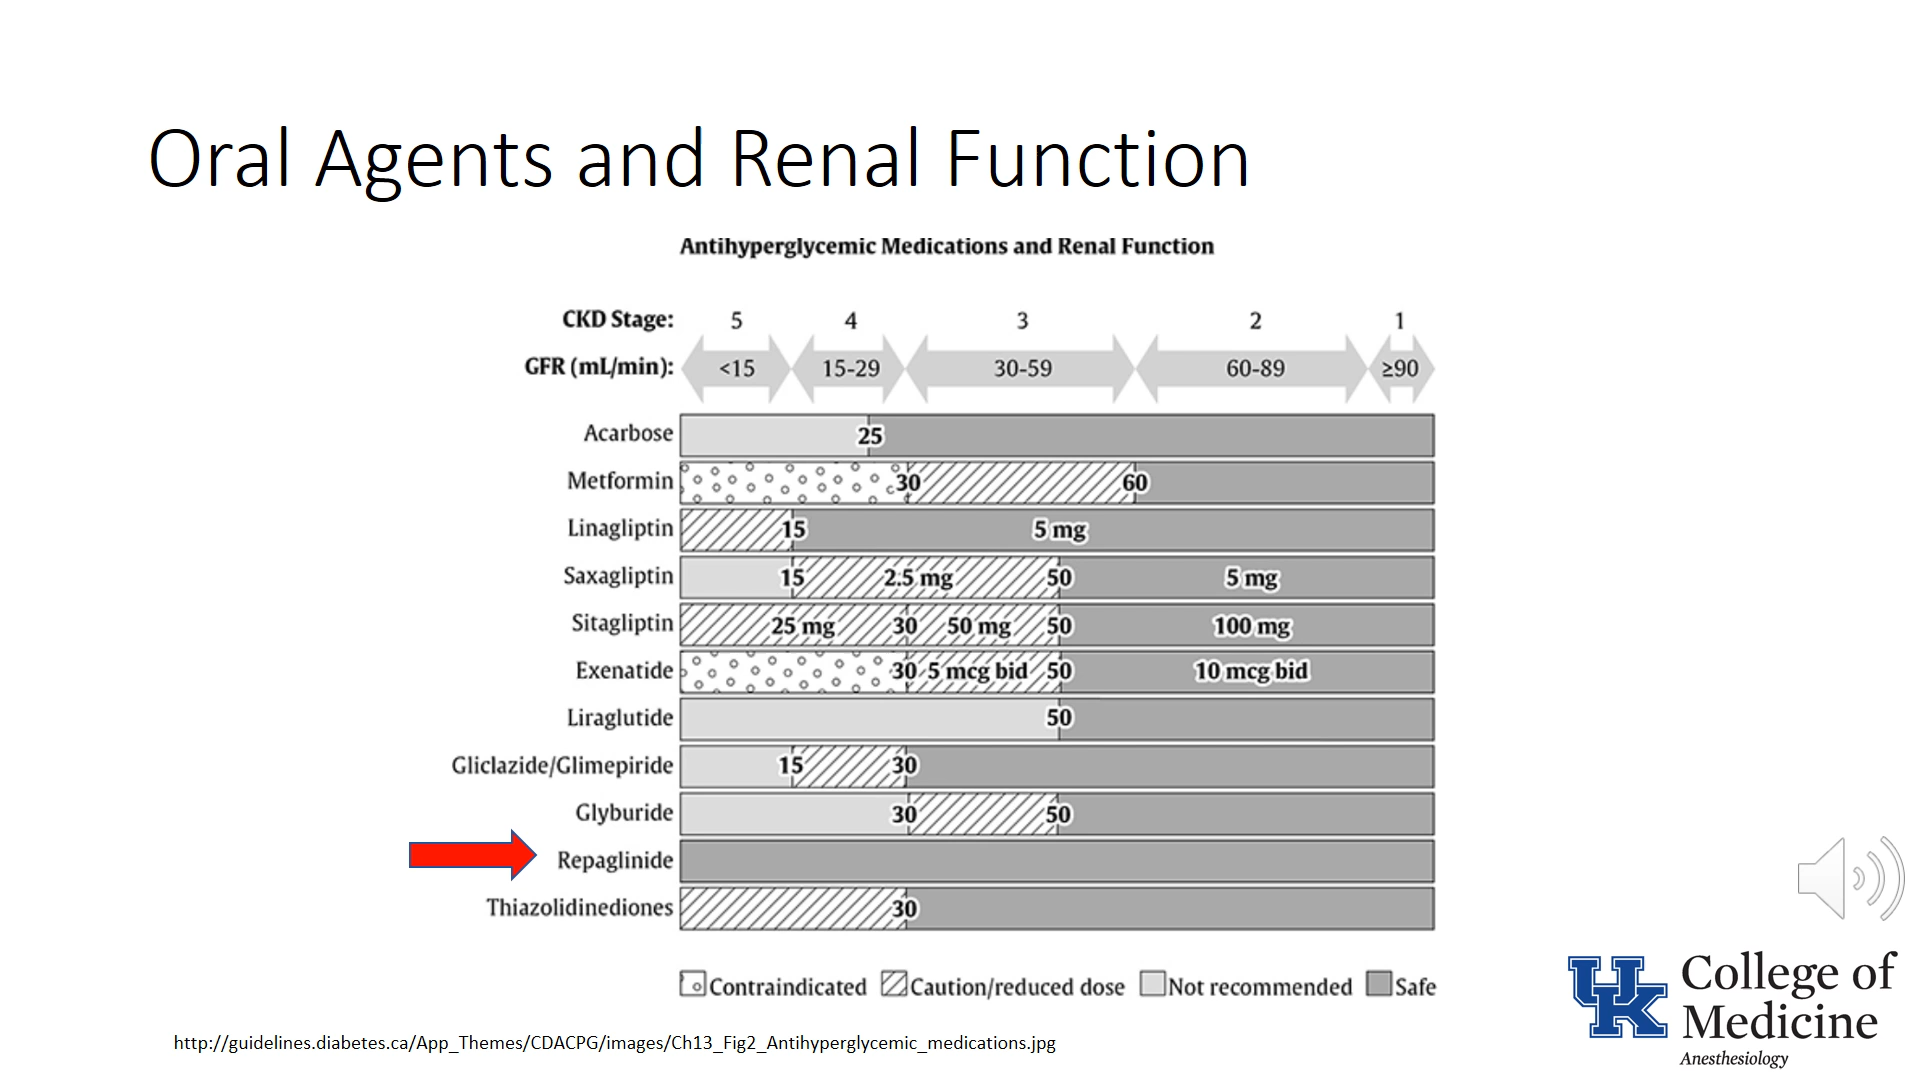 Oral Agents and Renal Function
Antihyperglycemic Medications and Renal Function
CKD Stage: 5 4 3 2 1
GFR (mL/min): <15 15-29 30-59 60-89 ≥90
Acarbose 25
Metformin 30 60
Linagliptin 15 5 mg
Saxagliptin 15 2.5 mg 50 5 mg
Sitagliptin 25 mg 30 50 mg 50 100 mg
Exenatide 30 5 mcg bid 50 10 mcg bid
Liraglutide 50
Gliclazide/Glimepiride 15 30
Glyburide 30 50
Repaglinide
Thiazolidinediones 30
Contraindicated Caution/reduced dose Not recommended Safe
http://guidelines.diabetes.ca/App_Themes/CDACPG/images/Ch13_Fig2_Antihyperglycemic_medications.jpg
UK College of
Medicine
Anesthesiology